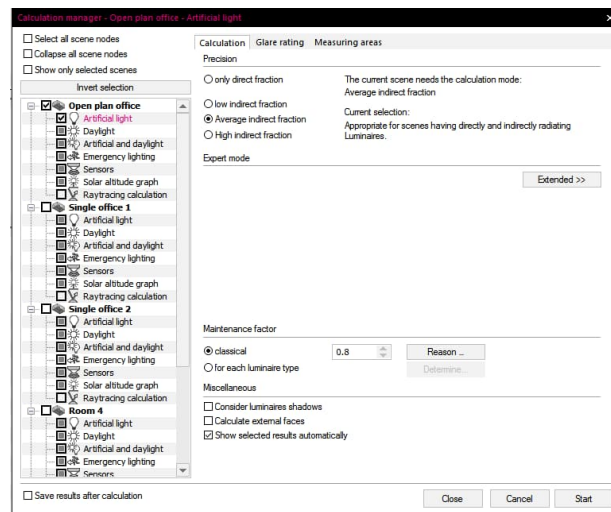 Calculation manager - Open plan office - Artificial light
Select all scene nodes
Collapse all scene nodes
Show only selected scenes
Invert selection
Open plan office
Artificial light
Daylight
Artificial and daylight
Emergency lighting
Sensors
Solar altitude graph
Raytracing calculation
Single office 1
Artificial light
Daylight
Artificial and daylight
Emergency lighting
Sensors
Solar altitude graph
Raytracing calculation
Single office 2
Artificial light
Daylight
Artificial and daylight
Emergency lighting
Sensors
Solar altitude graph
Raytracing calculation
Room 4
Artificial light
Daylight
Artificial and daylight
Emergency lighting
Sensors
Save results after calculation
Calculation Glare rating Measuring areas
Precision
only direct fraction
low indirect fraction
Average indirect fraction
High indirect fraction
The current scene needs the calculation mode:
Average indirect fraction
Current selection:
Appropriate for scenes having directly and indirectly radiating
Luminaires.
Expert mode
Extended >>
Maintenance factor
classical 0.8 Reason ...
for each luminaire type Determine...
Miscellaneous
Consider luminaires shadows
Calculate external faces
Show selected results automatically
Close Cancel Start